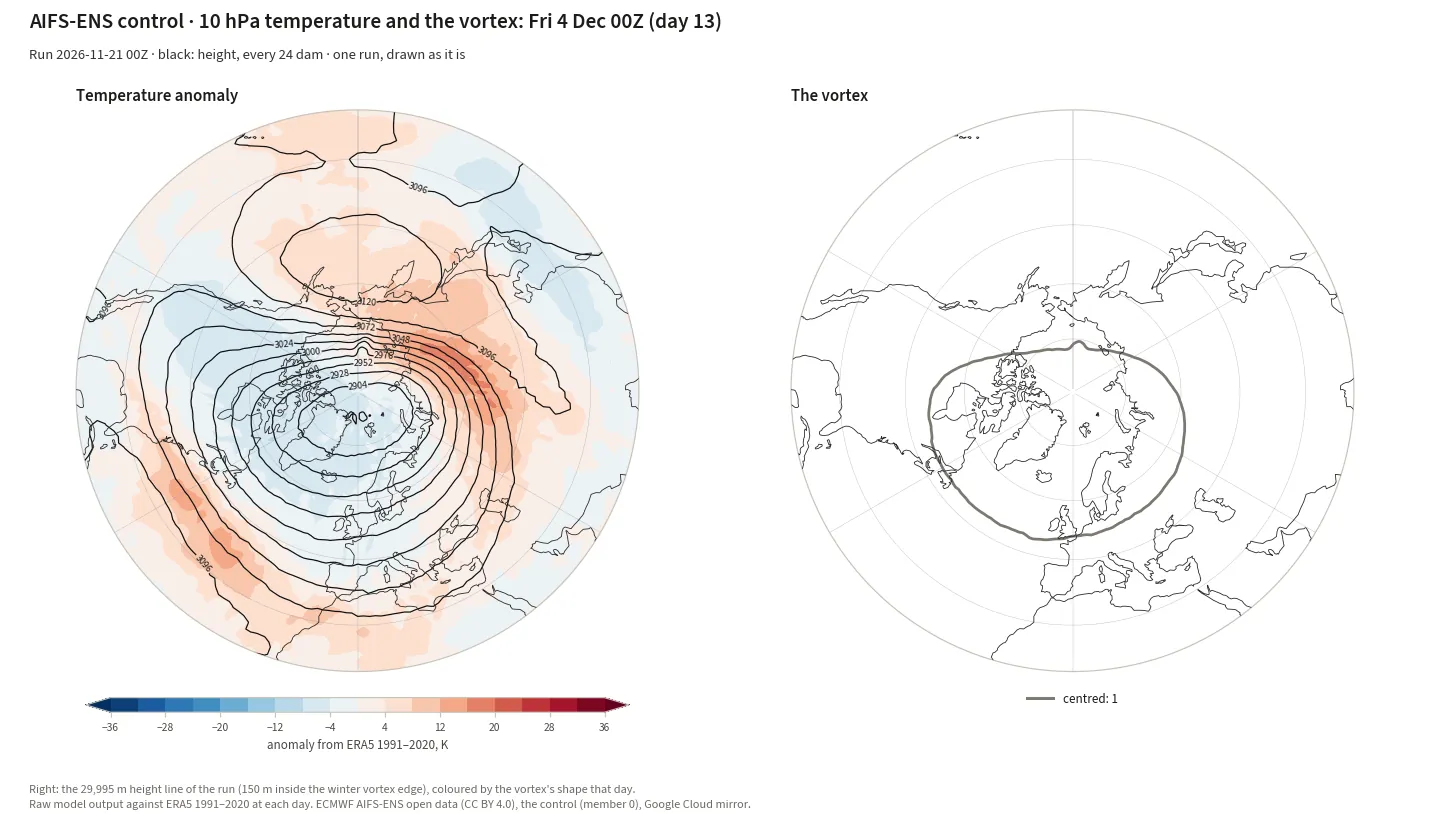 AIFS-ENS control · 10 hPa temperature and the vortex: Fri 4 Dec 00Z (day 13)
Run 2026-11-21 00Z · black: height, every 24 dam · one run, drawn as it is
Temperature anomaly
The vortex
3096
3120
3072
3048
3096
3024
3000
2976
2952
2928
2904
3096
3096
centred: 1
−36 −28 −20 −12 −4 4 12 20 28 36
anomaly from ERA5 1991–2020, K
Right: the 29,995 m height line of the run (150 m inside the winter vortex edge), coloured by the vortex's shape that day.
Raw model output against ERA5 1991–2020 at each day. ECMWF AIFS-ENS open data (CC BY 4.0), the control (member 0), Google Cloud mirror.